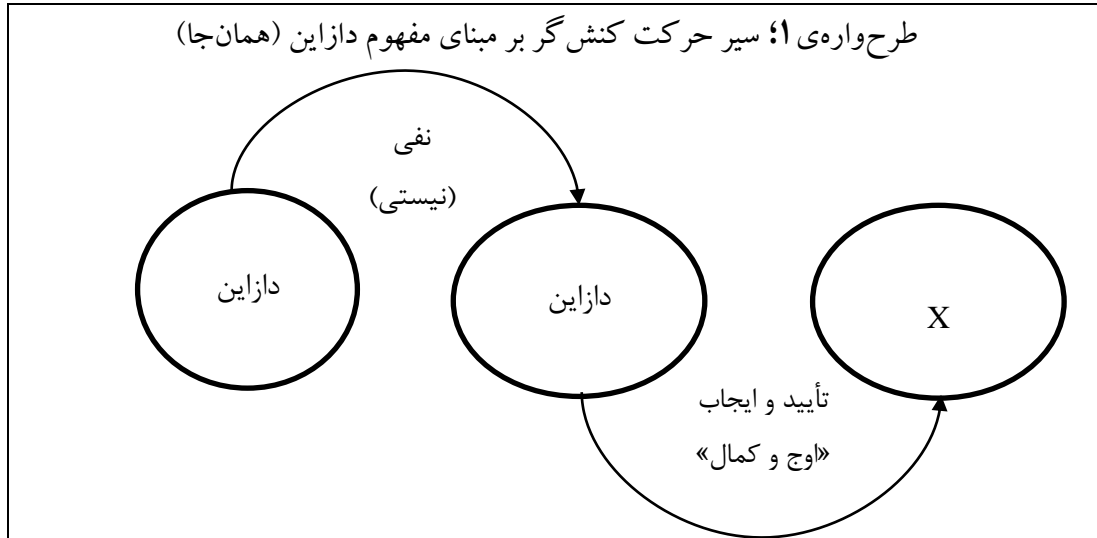 طرح‌واره‌ی ۱؛ سیر حرکت کنش‌گر بر مبنای مفهوم دازاین (همان‌جا)
نفی
(نیستی)
دازاین
دازاین
X
تأیید و ایجاب
«اوج و کمال»